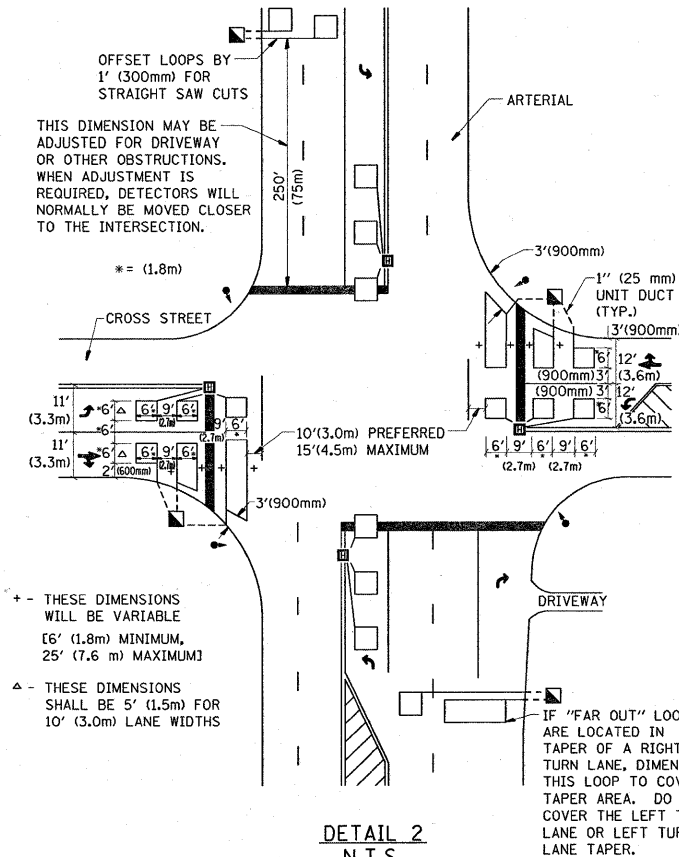 OFFSET LOOPS BY
1' (300mm) FOR
STRAIGHT SAW CUTS
THIS DIMENSION MAY BE
ADJUSTED FOR DRIVEWAY
OR OTHER OBSTRUCTIONS.
WHEN ADJUSTMENT IS
REQUIRED, DETECTORS WILL
NORMALLY BE MOVED CLOSER
TO THE INTERSECTION.
250'
(75m)
* = (1.8m)
ARTERIAL
3'(900mm)
1" (25 mm)
UNIT DUCT
(TYP.)
3'(900mm)
CROSS STREET
H
*6'
12'
(3.6m)
(900mm) 3'
(900mm) 3'
*6'
12'
(3.6m)
H
6' 9' 6' 9' 6'
* * *
(2.7m) (2.7m)
H
11'
(3.3m)
*6' △ 6' 9' 6' 9' 6'
(2.7m) (2.7m) *
*6'
11'
(3.3m)
*6' △ 6' 9' 6'
(2.7m)
2' (600mm)
10'(3.0m) PREFERRED
15'(4.5m) MAXIMUM
3'(900mm)
H
+ - THESE DIMENSIONS
WILL BE VARIABLE
[6' (1.8m) MINIMUM,
25' (7.6 m) MAXIMUM]
△ - THESE DIMENSIONS
SHALL BE 5' (1.5m) FOR
10' (3.0m) LANE WIDTHS
DRIVEWAY
IF "FAR OUT" LOO
ARE LOCATED IN
TAPER OF A RIGHT
TURN LANE, DIMEN
THIS LOOP TO COV
TAPER AREA. DO
COVER THE LEFT T
LANE OR LEFT TUR
LANE TAPER.
DETAIL 2
N.T.S.